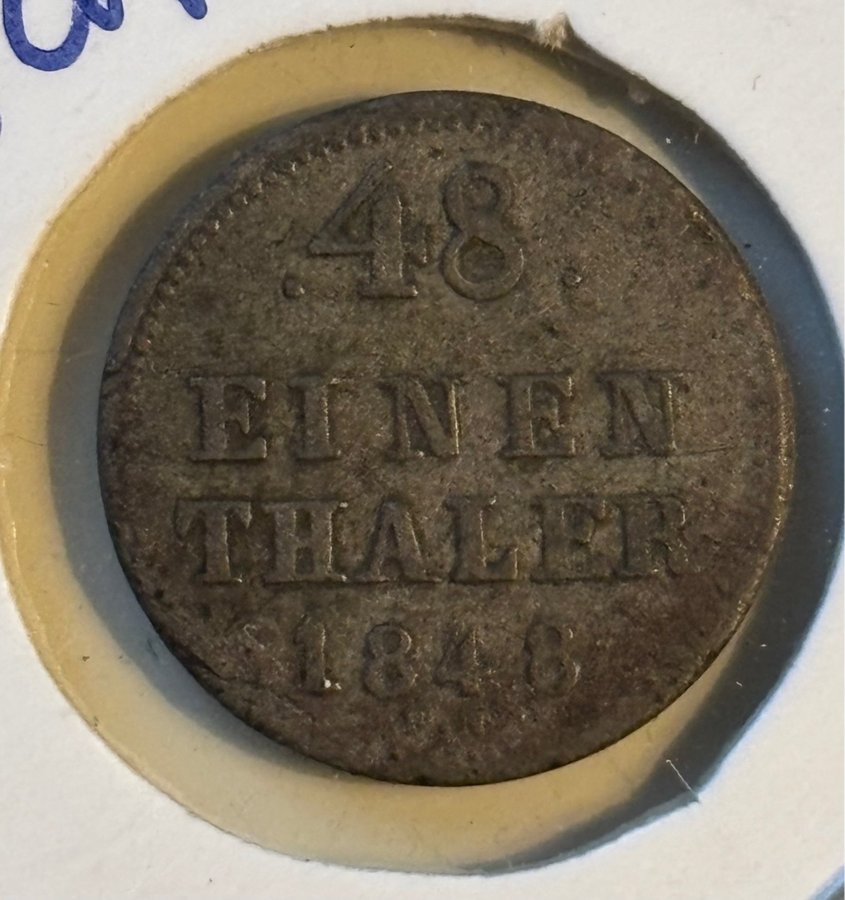 .48.
EINEN
THALER
1848